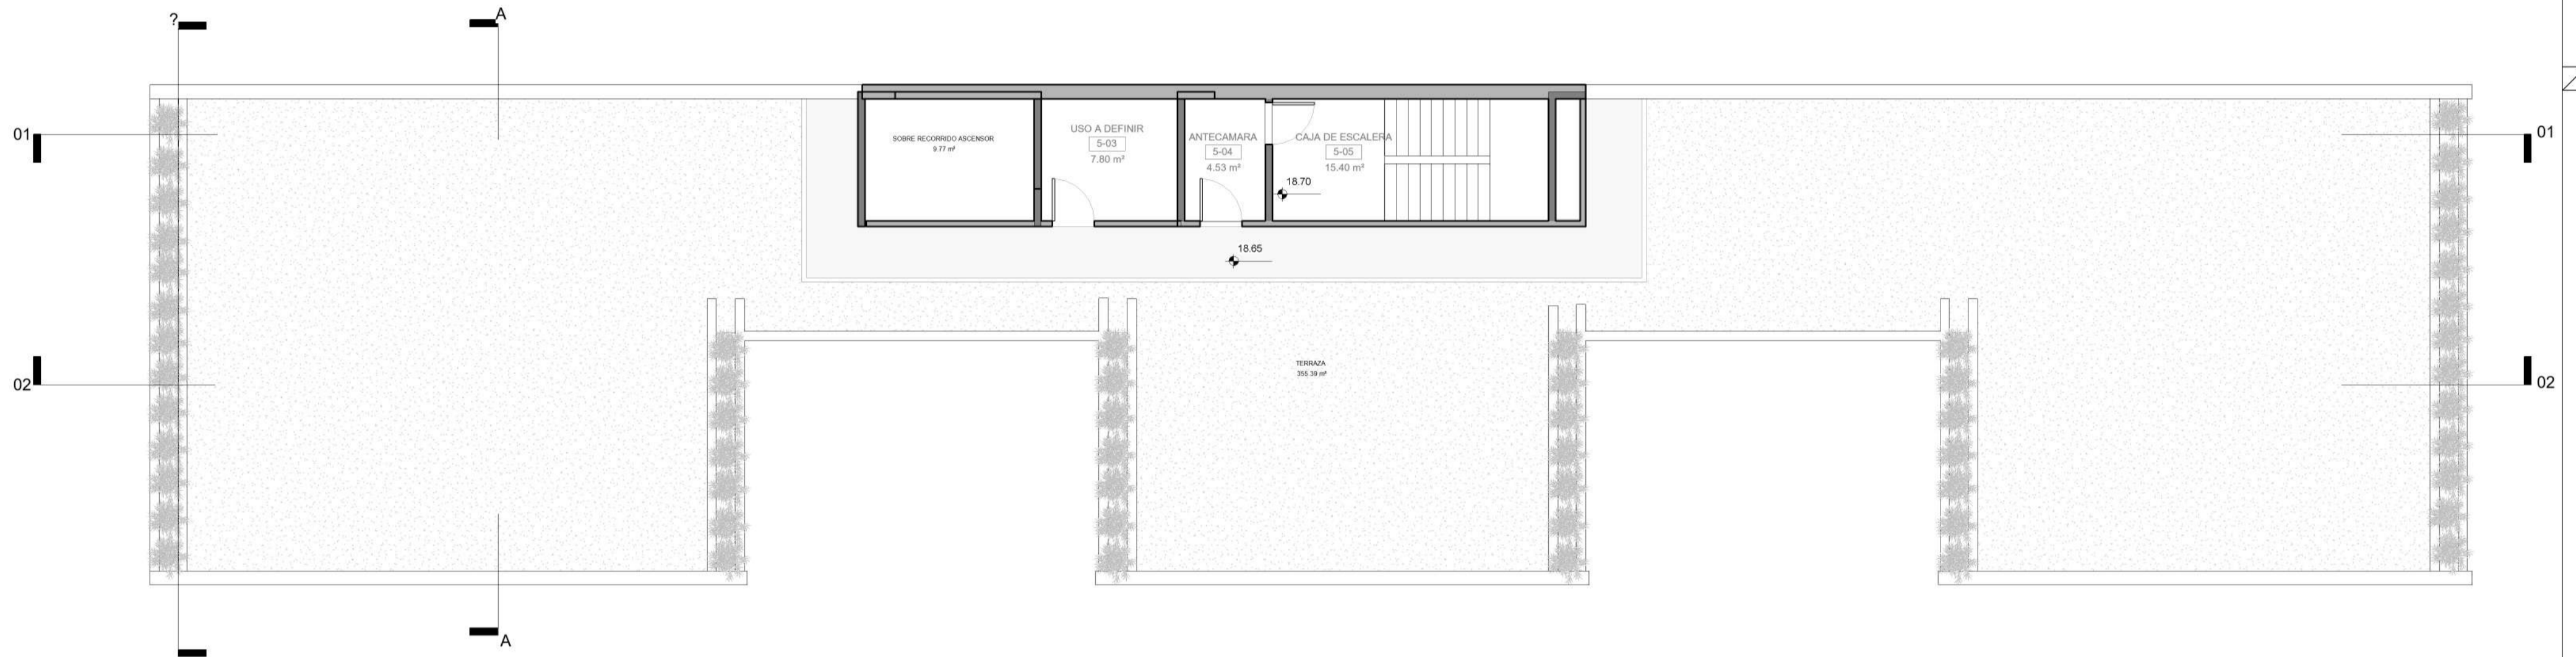 ?
A
SOBRE RECORRIDO ASCENSOR
9.77 m²
USO A DEFINIR
5-03
7.80 m²
ANTECAMARA
5-04
4.53 m²
CAJA DE ESCALERA
5-05
15.40 m²
01
01
18.70
18.65
TERRAZA
355.39 m²
02
02
A